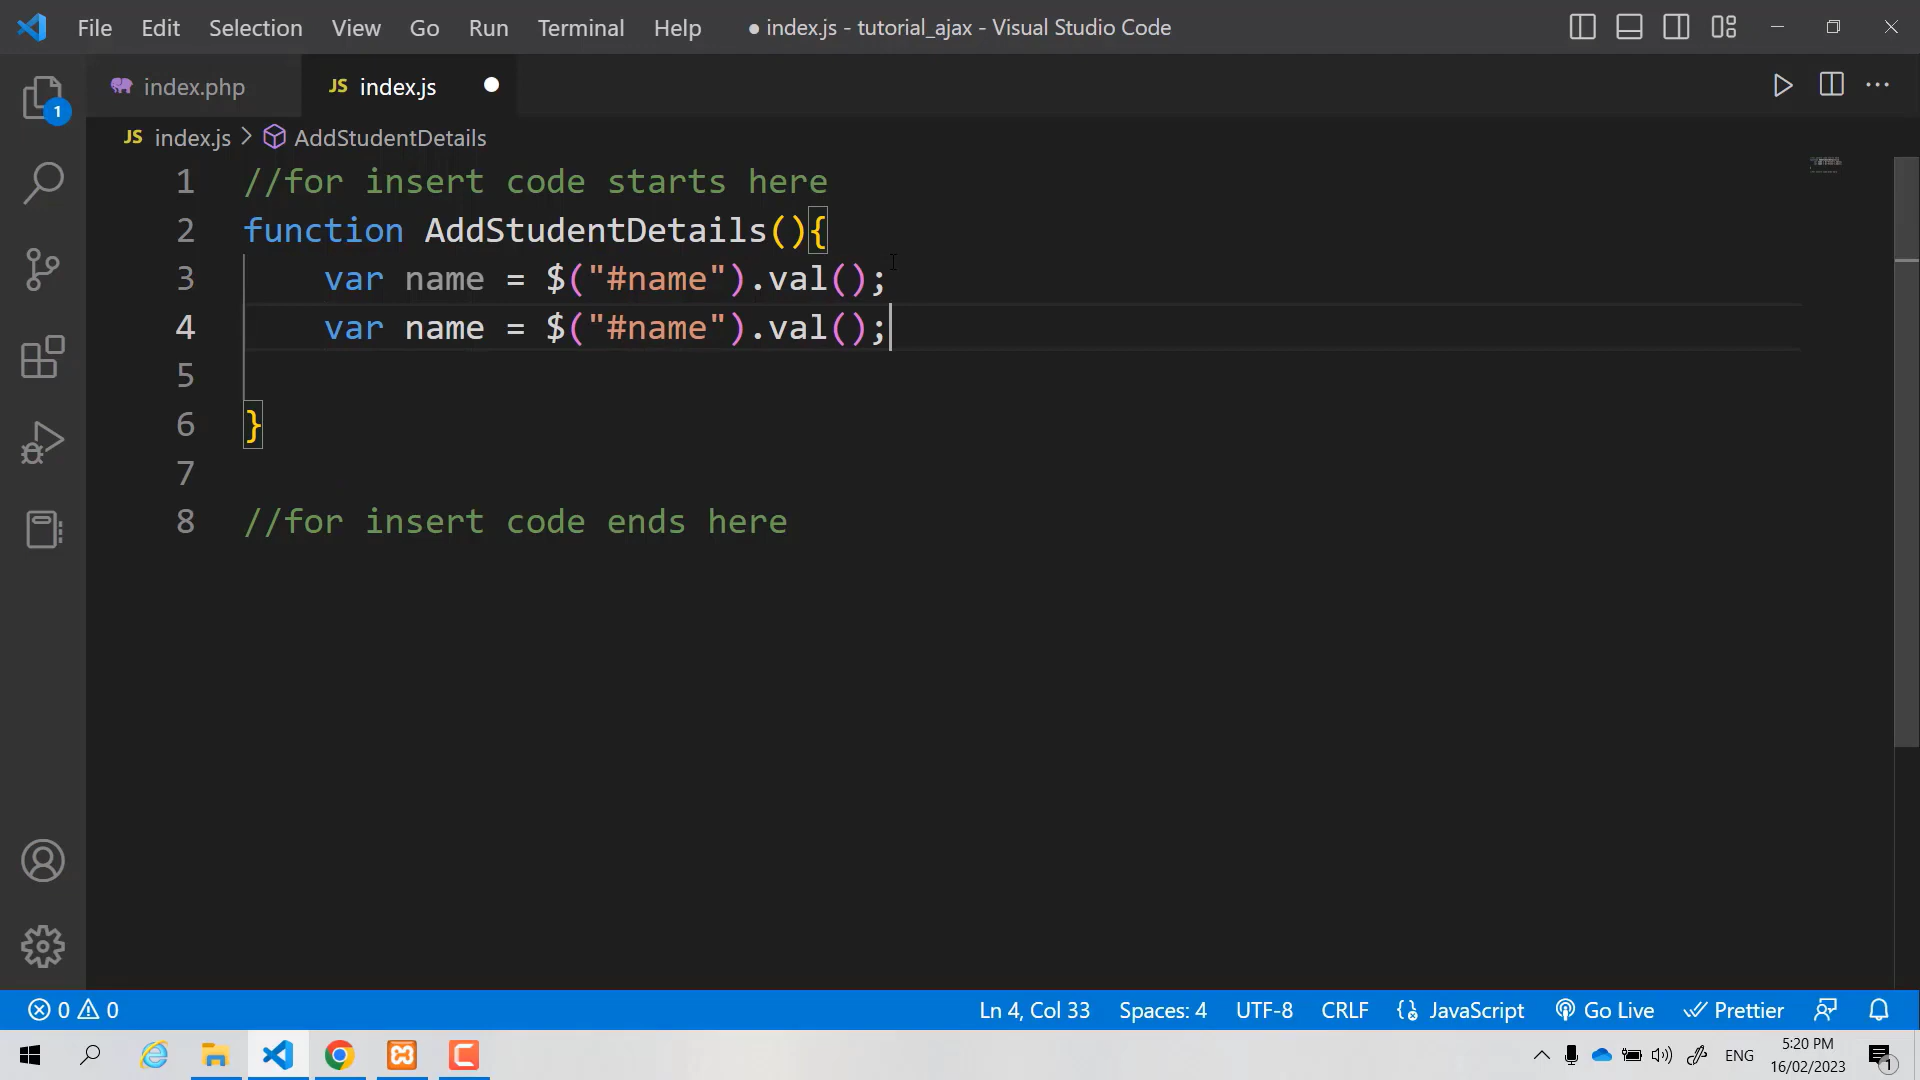 File Edit Selection View Go Run Terminal Help ● index.js - tutorial_ajax - Visual Studio Code
index.php JS index.js
JS index.js > AddStudentDetails
1 //for insert code starts here
2 function AddStudentDetails(){
3 var name = $("#name").val();
4 var name = $("#name").val();
5
6 }
7
8 //for insert code ends here
1
0 0 Ln 4, Col 33 Spaces: 4 UTF-8 CRLF JavaScript Go Live Prettier
ENG 5:20 PM
16/02/2023
1